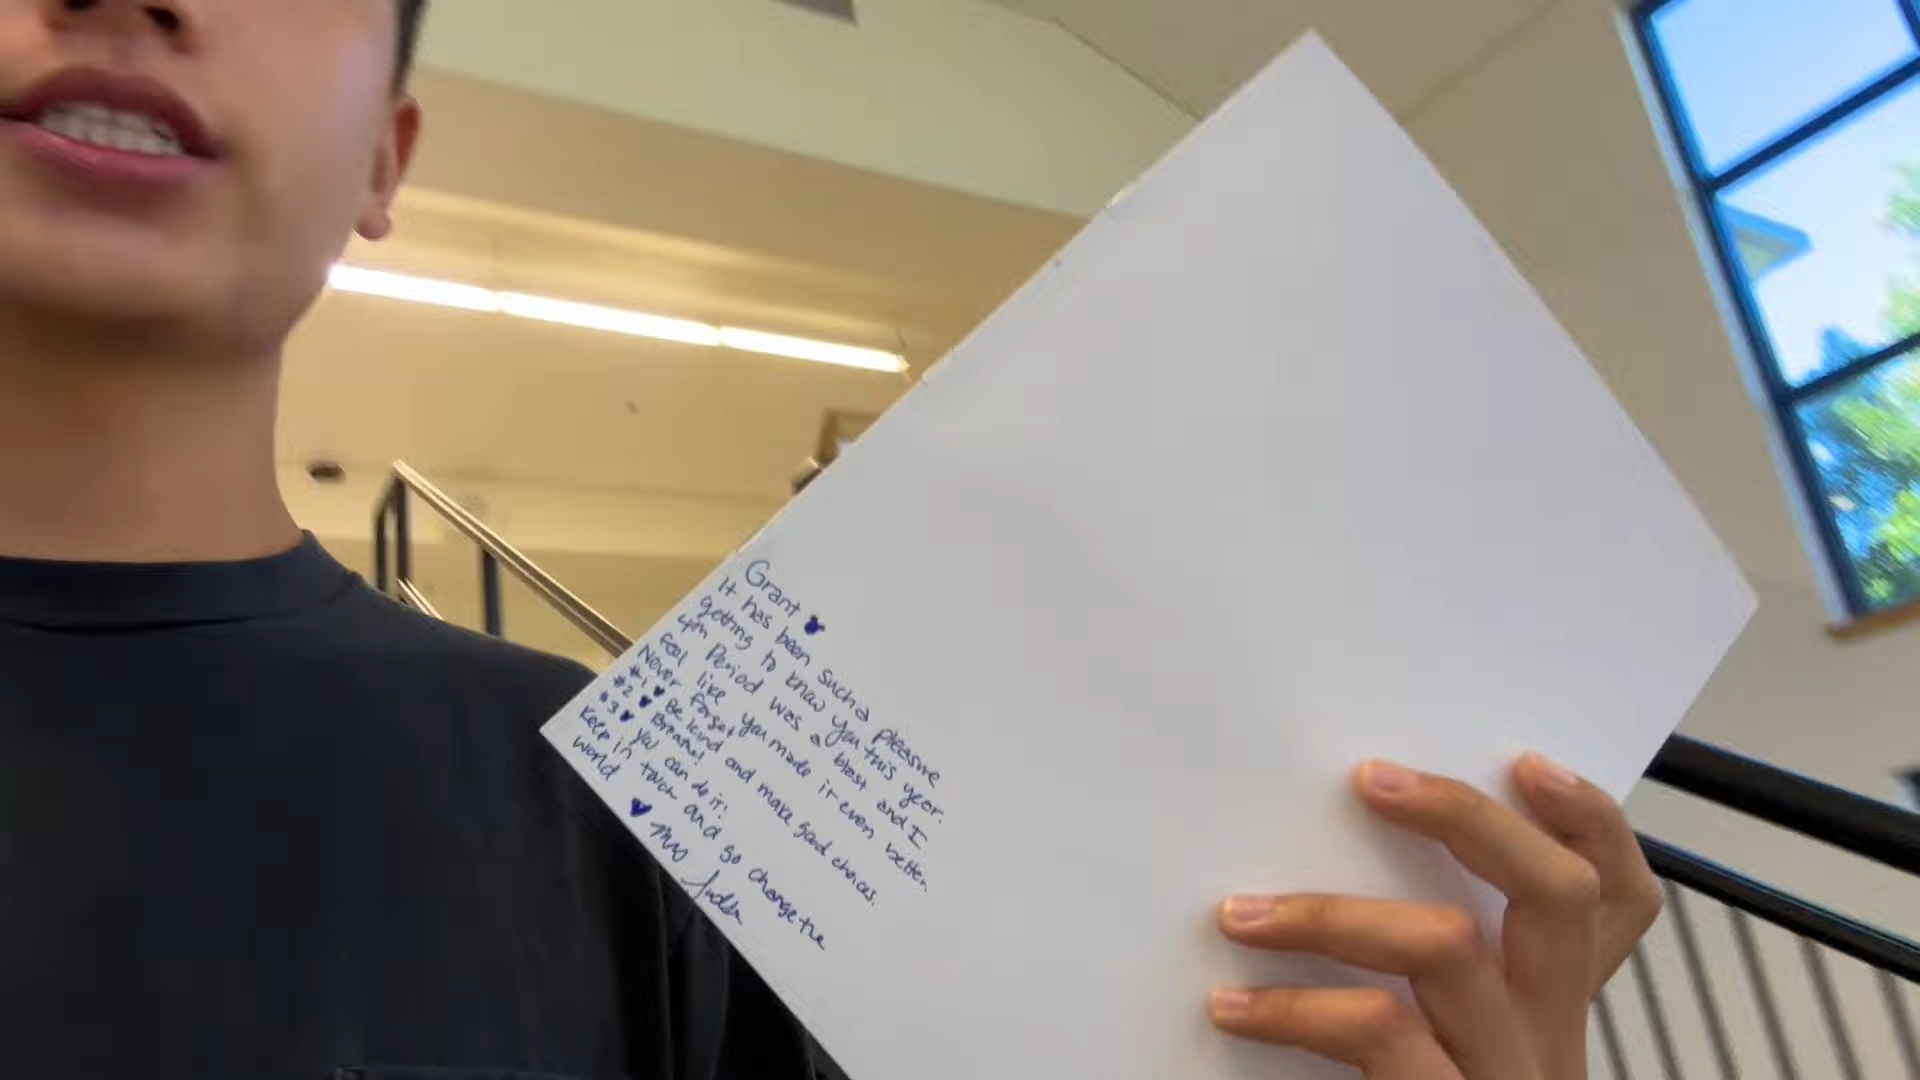 Grant
It has been such a pleasure
getting to know you this year.
4th Period was a blast and I
feel like you made it even better.
Never forget
#1 Be kind and make good choices.
#2 Breathe!
#3 you can do it!
Keep in touch and go change the
world
Mrs